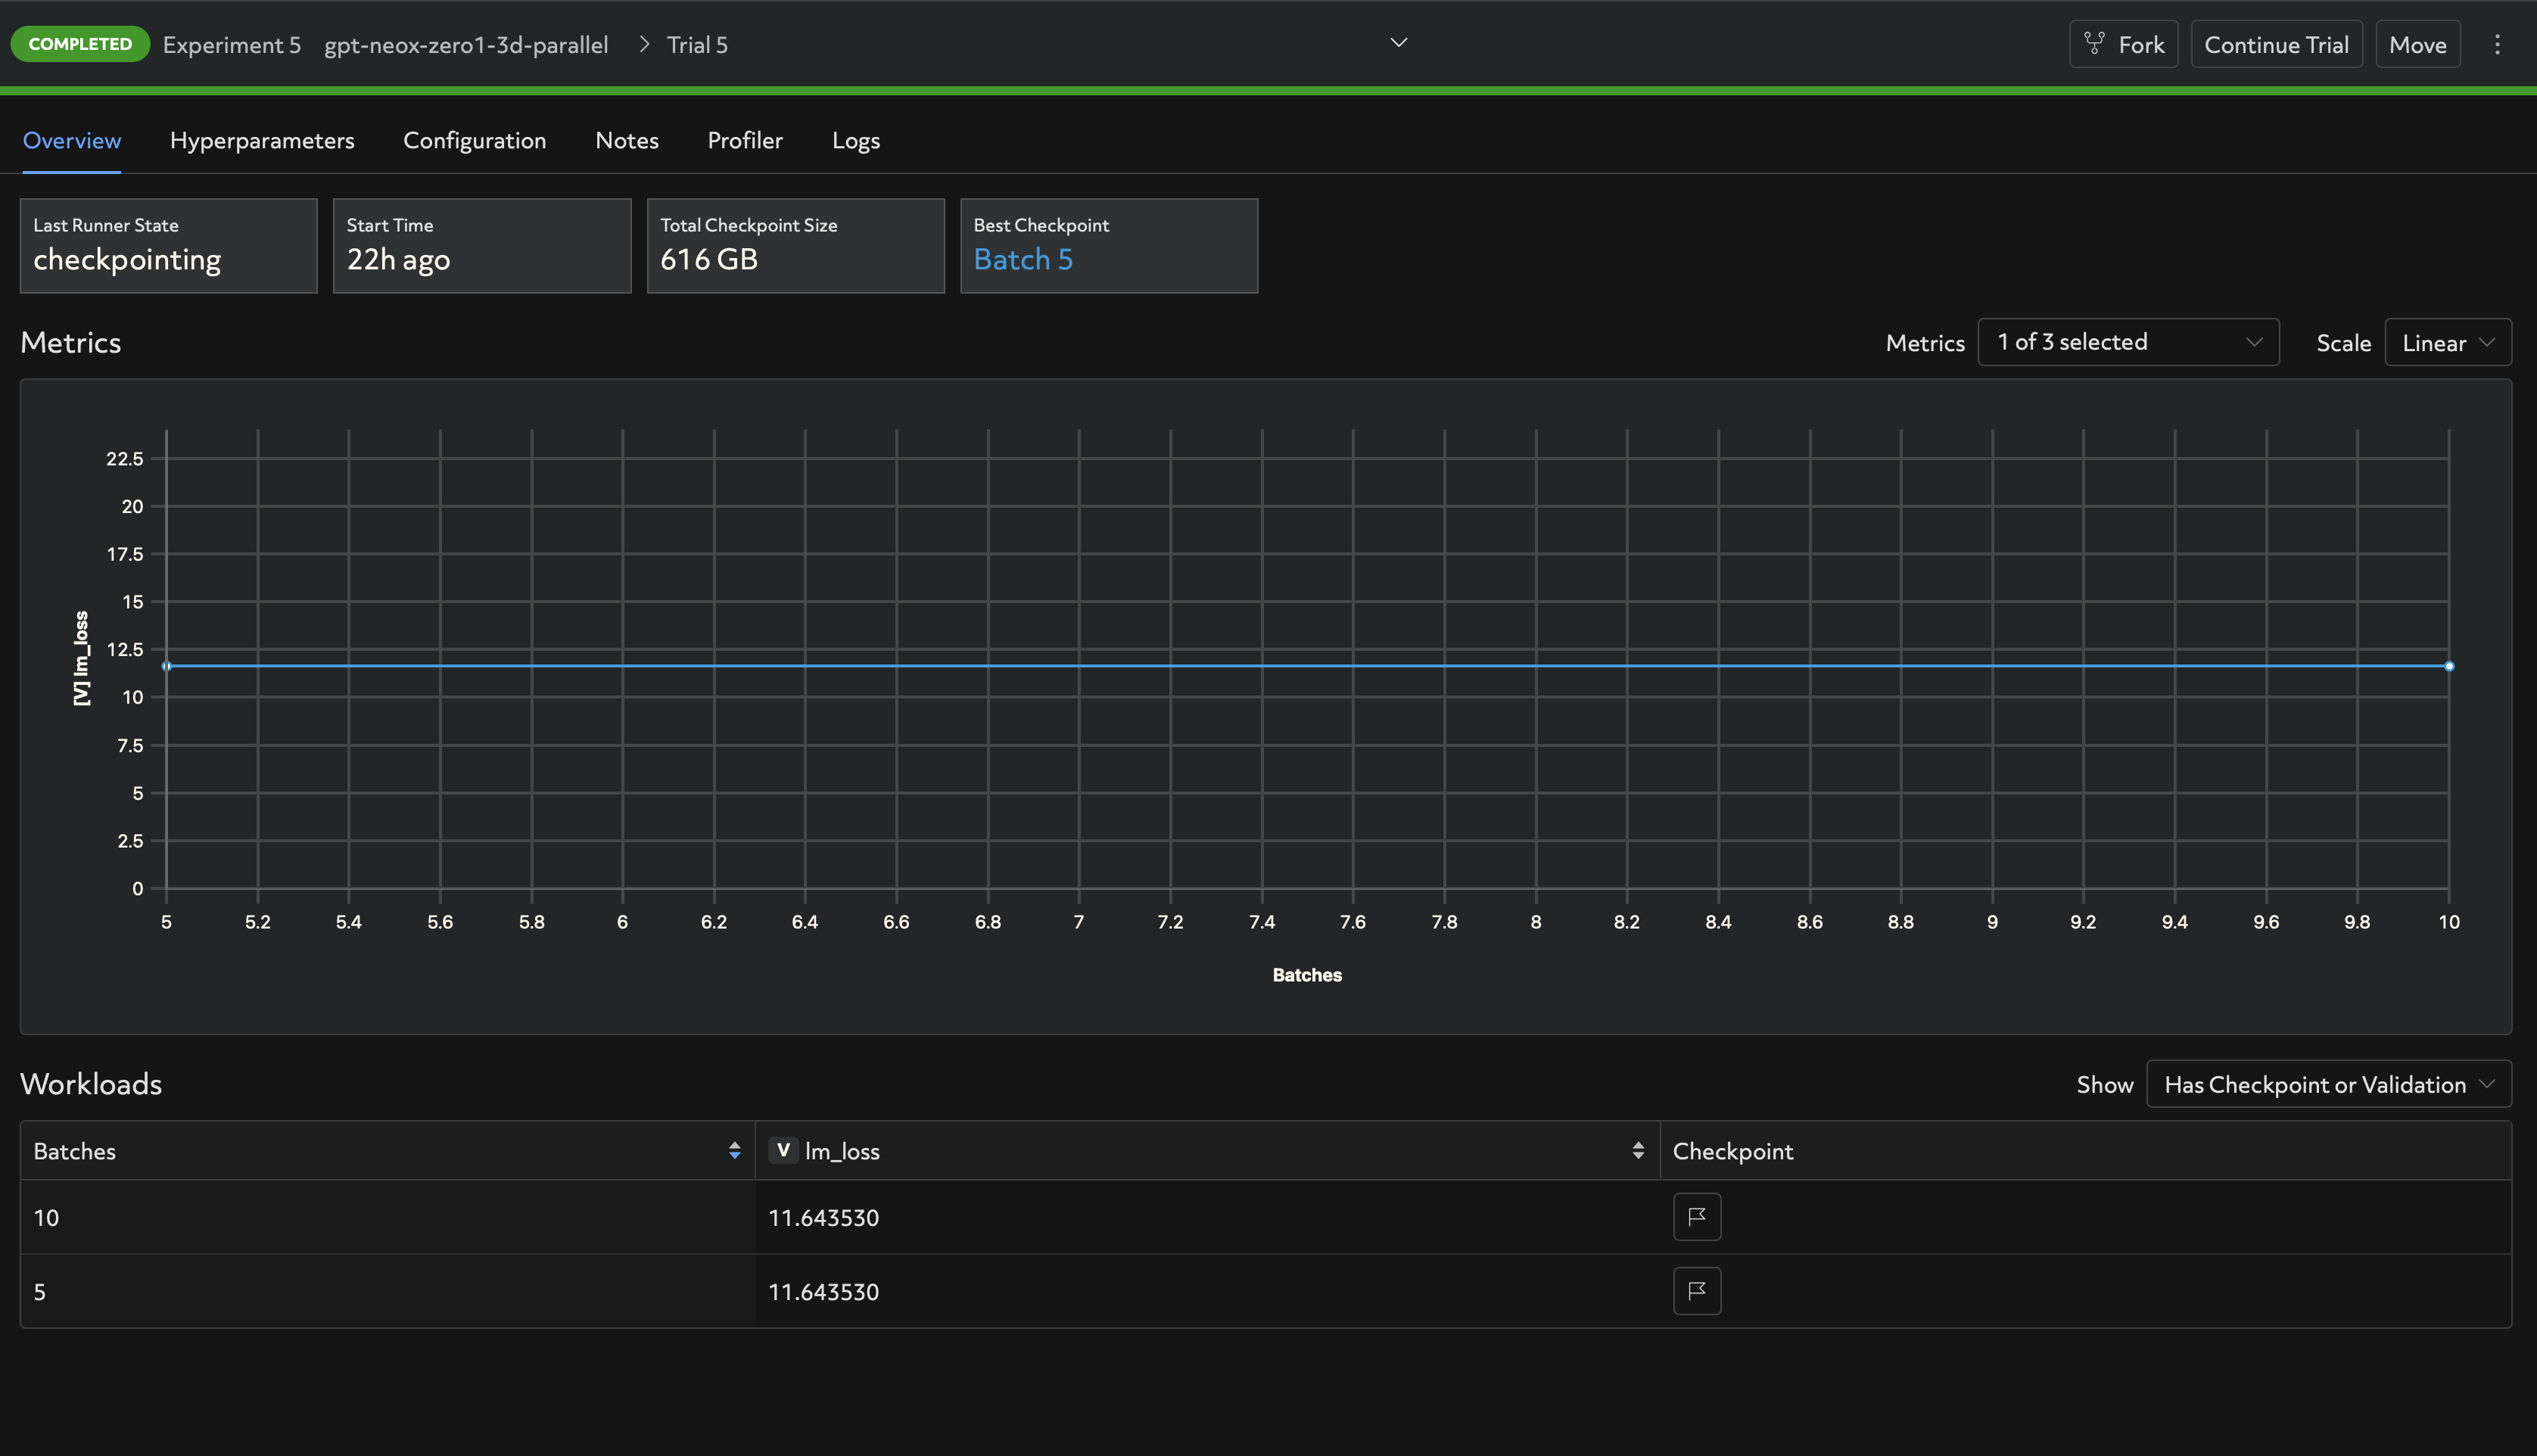 COMPLETED Experiment 5 gpt-neox-zero1-3d-parallel > Trial 5 Fork Continue Trial Move
Overview Hyperparameters Configuration Notes Profiler Logs
Last Runner State
checkpointing
Start Time
22h ago
Total Checkpoint Size
616 GB
Best Checkpoint
Batch 5
Metrics
Metrics 1 of 3 selected Scale Linear
[V] lm_loss
22.5
20
17.5
15
12.5
10
7.5
5
2.5
0
5 5.2 5.4 5.6 5.8 6 6.2 6.4 6.6 6.8 7 7.2 7.4 7.6 7.8 8 8.2 8.4 8.6 8.8 9 9.2 9.4 9.6 9.8 10
Batches
Workloads
Show Has Checkpoint or Validation
Batches V lm_loss Checkpoint
10 11.643530
5 11.643530